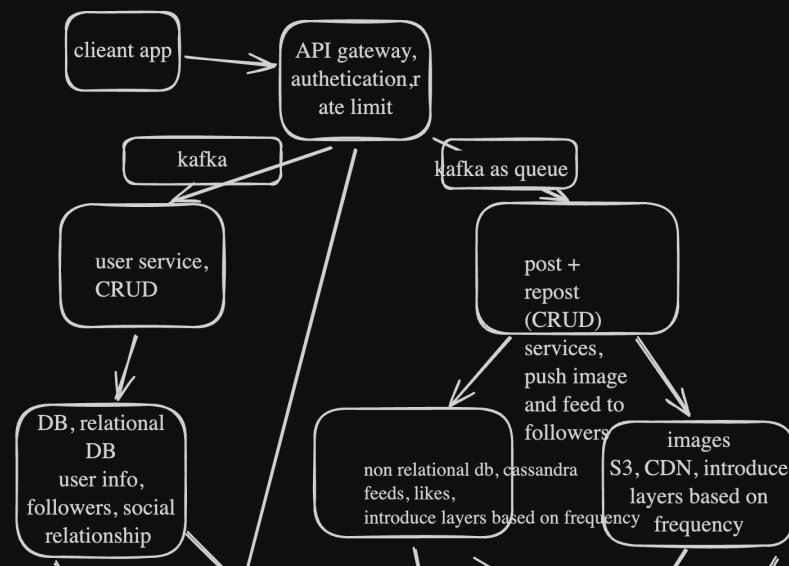 clieant app
API gateway,
authetication,r
ate limit
kafka
kafka as queue
user service,
CRUD
post +
repost
(CRUD)
services,
push image
and feed to
followers
DB, relational
DB
user info,
followers, social
relationship
non relational db, cassandra
feeds, likes,
introduce layers based on frequency
images
S3, CDN, introduce
layers based on
frequency